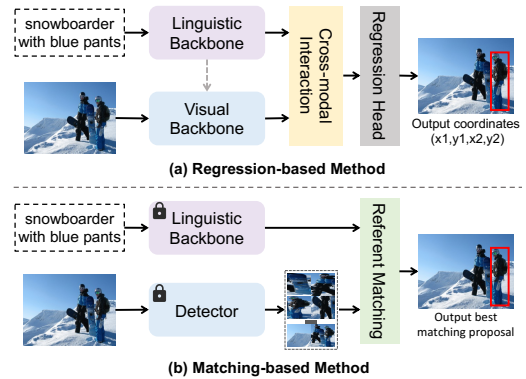 snowboarder
with blue pants
Linguistic
Backbone
Visual
Backbone
Cross-modal
Interaction
Regression Head
Output coordinates
(x1,y1,x2,y2)
(a) Regression-based Method
snowboarder
with blue pants
Linguistic
Backbone
Detector
Referent Matching
Output best
matching proposal
(b) Matching-based Method